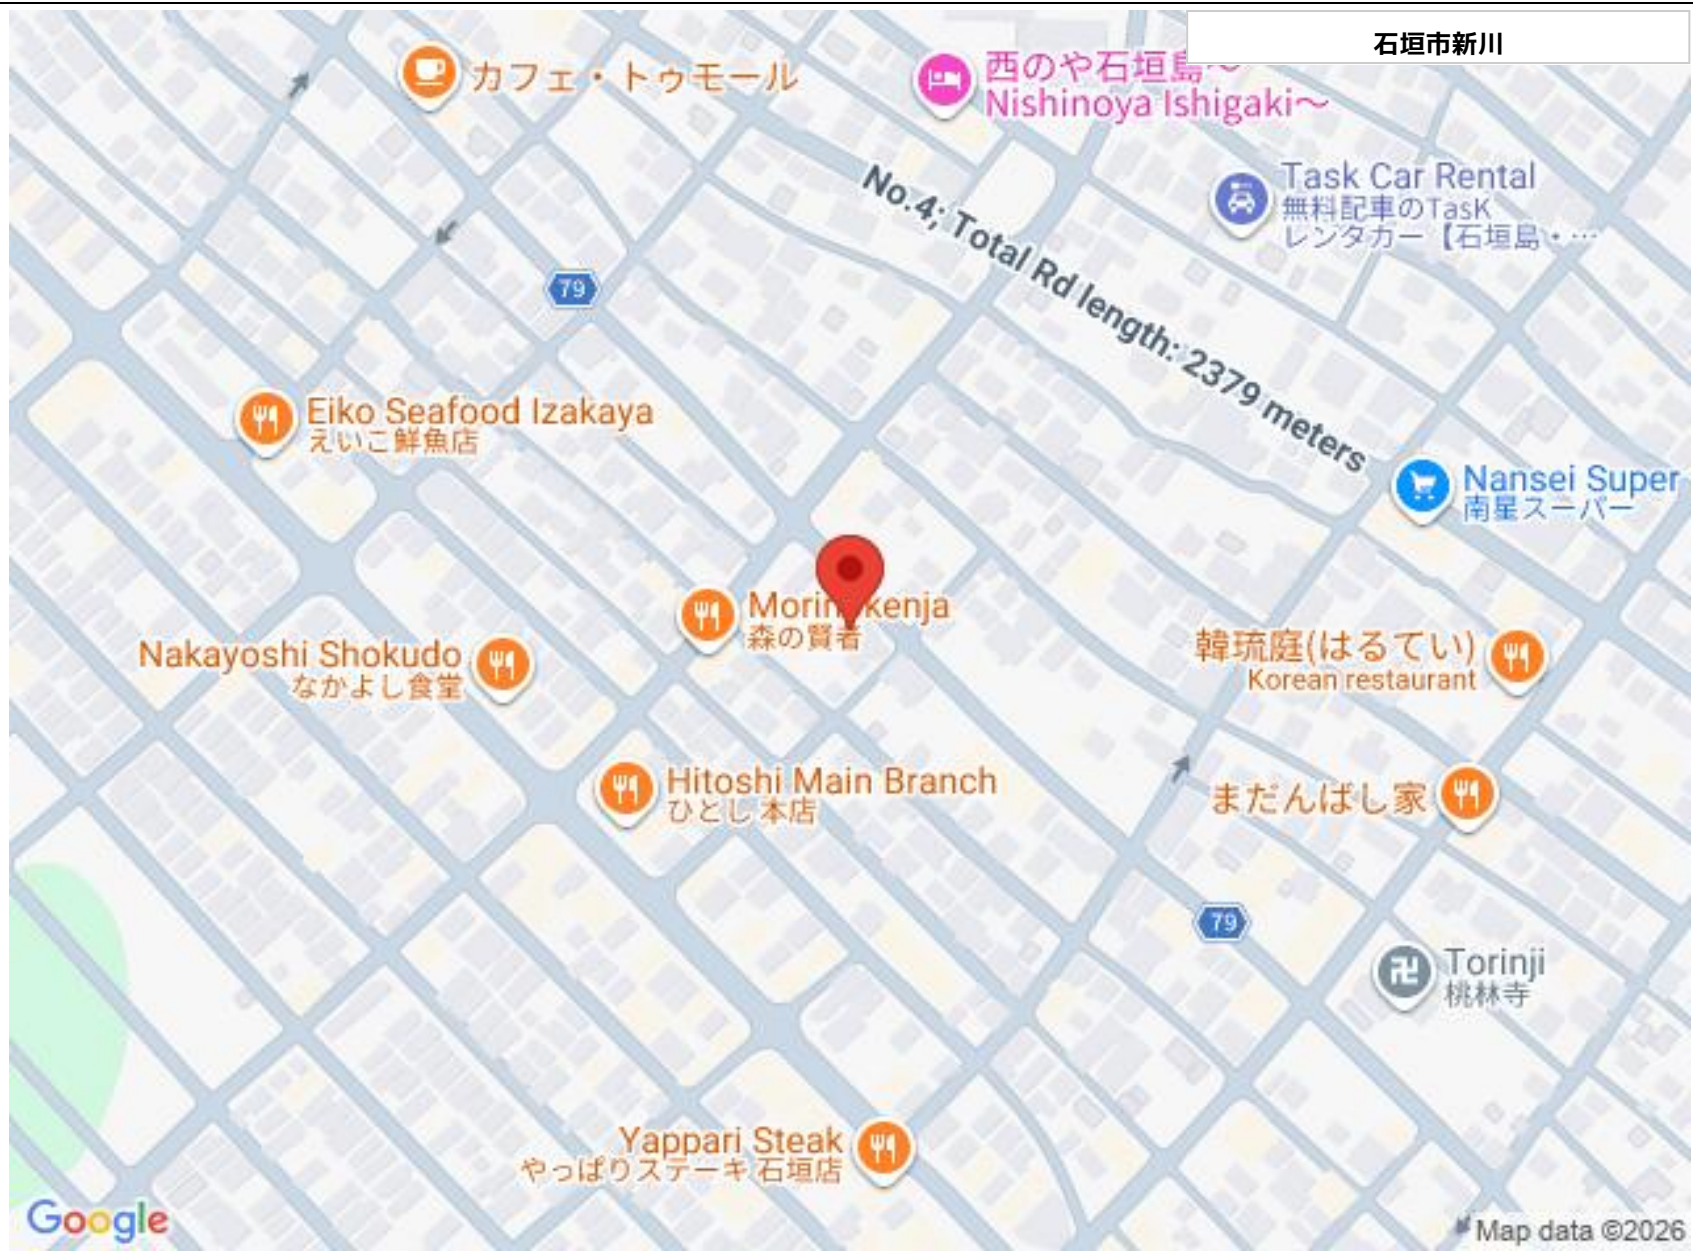 石垣市新川
カフェ・トゥモール
西のや石垣島〜
Nishinoya Ishigaki〜
Task Car Rental
無料配車のTasK
レンタカー【石垣島・…
No.4; Total Rd length: 2379 meters
79
Eiko Seafood Izakaya
えいこ鮮魚店
Nansei Super
南星スーパー
森の賢者
Nakayoshi Shokudo
なかよし食堂
韓琉庭(はるてい)
Korean restaurant
Hitoshi Main Branch
ひとし 本店
まだんばし家
79
Torinji
桃林寺
Yappari Steak
やっぱりステーキ 石垣店
Google
Map data ©2026